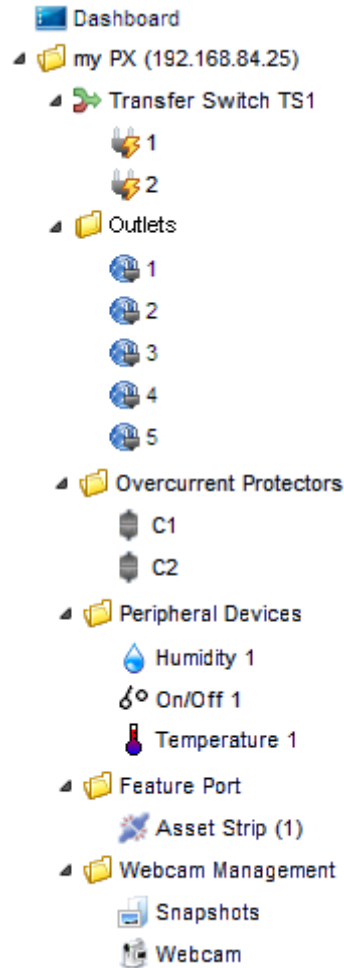 Dashboard
my PX (192.168.84.25)
Transfer Switch TS1
1
2
Outlets
1
2
3
4
5
Overcurrent Protectors
C1
C2
Peripheral Devices
Humidity 1
On/Off 1
Temperature 1
Feature Port
Asset Strip (1)
Webcam Management
Snapshots
Webcam